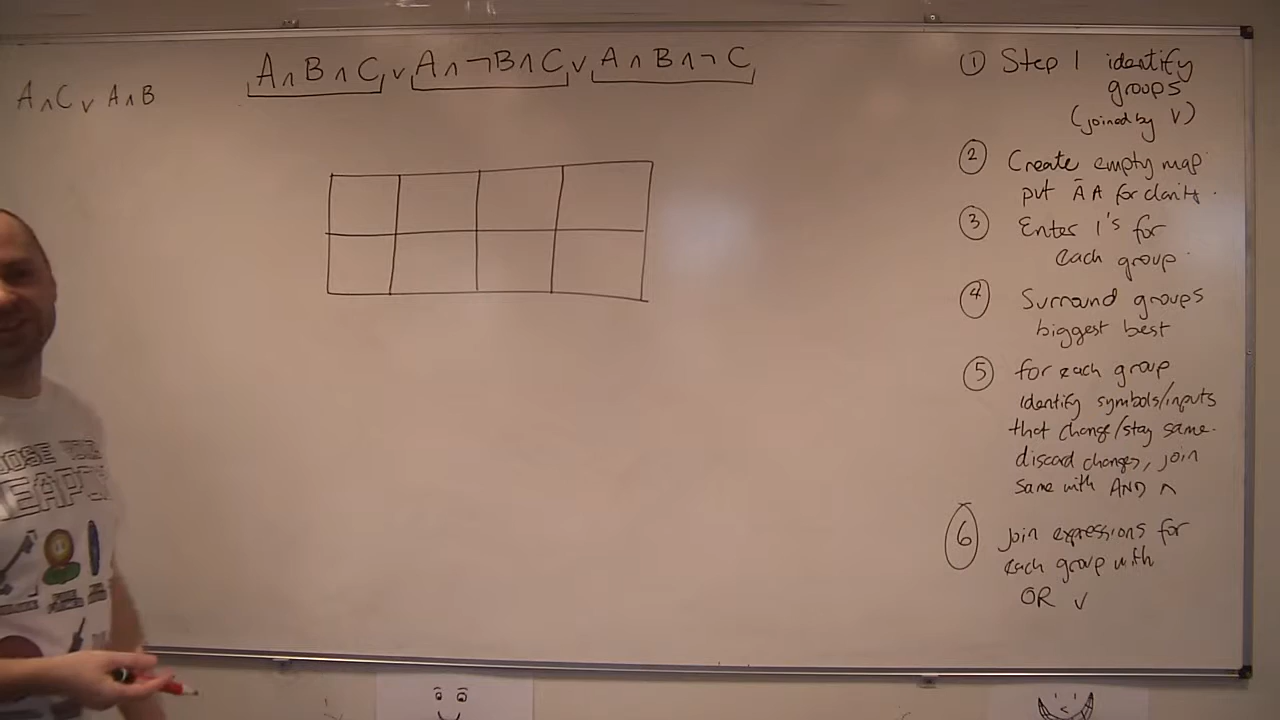 A∧B∧C ∨ A∧¬B∧C ∨ A∧B∧¬C
A∧C ∨ A∧B
① Step 1 identify
groups
(joined by ∨)
② Create empty map
put Ā A for clarity.
③ Enter 1's for
each group.
④ Surround groups
biggest best
⑤ for each group
identify symbols/inputs
that change/stay same.
discard changes, join
same with AND ∧
⑥ join expressions for
each group with
OR ∨